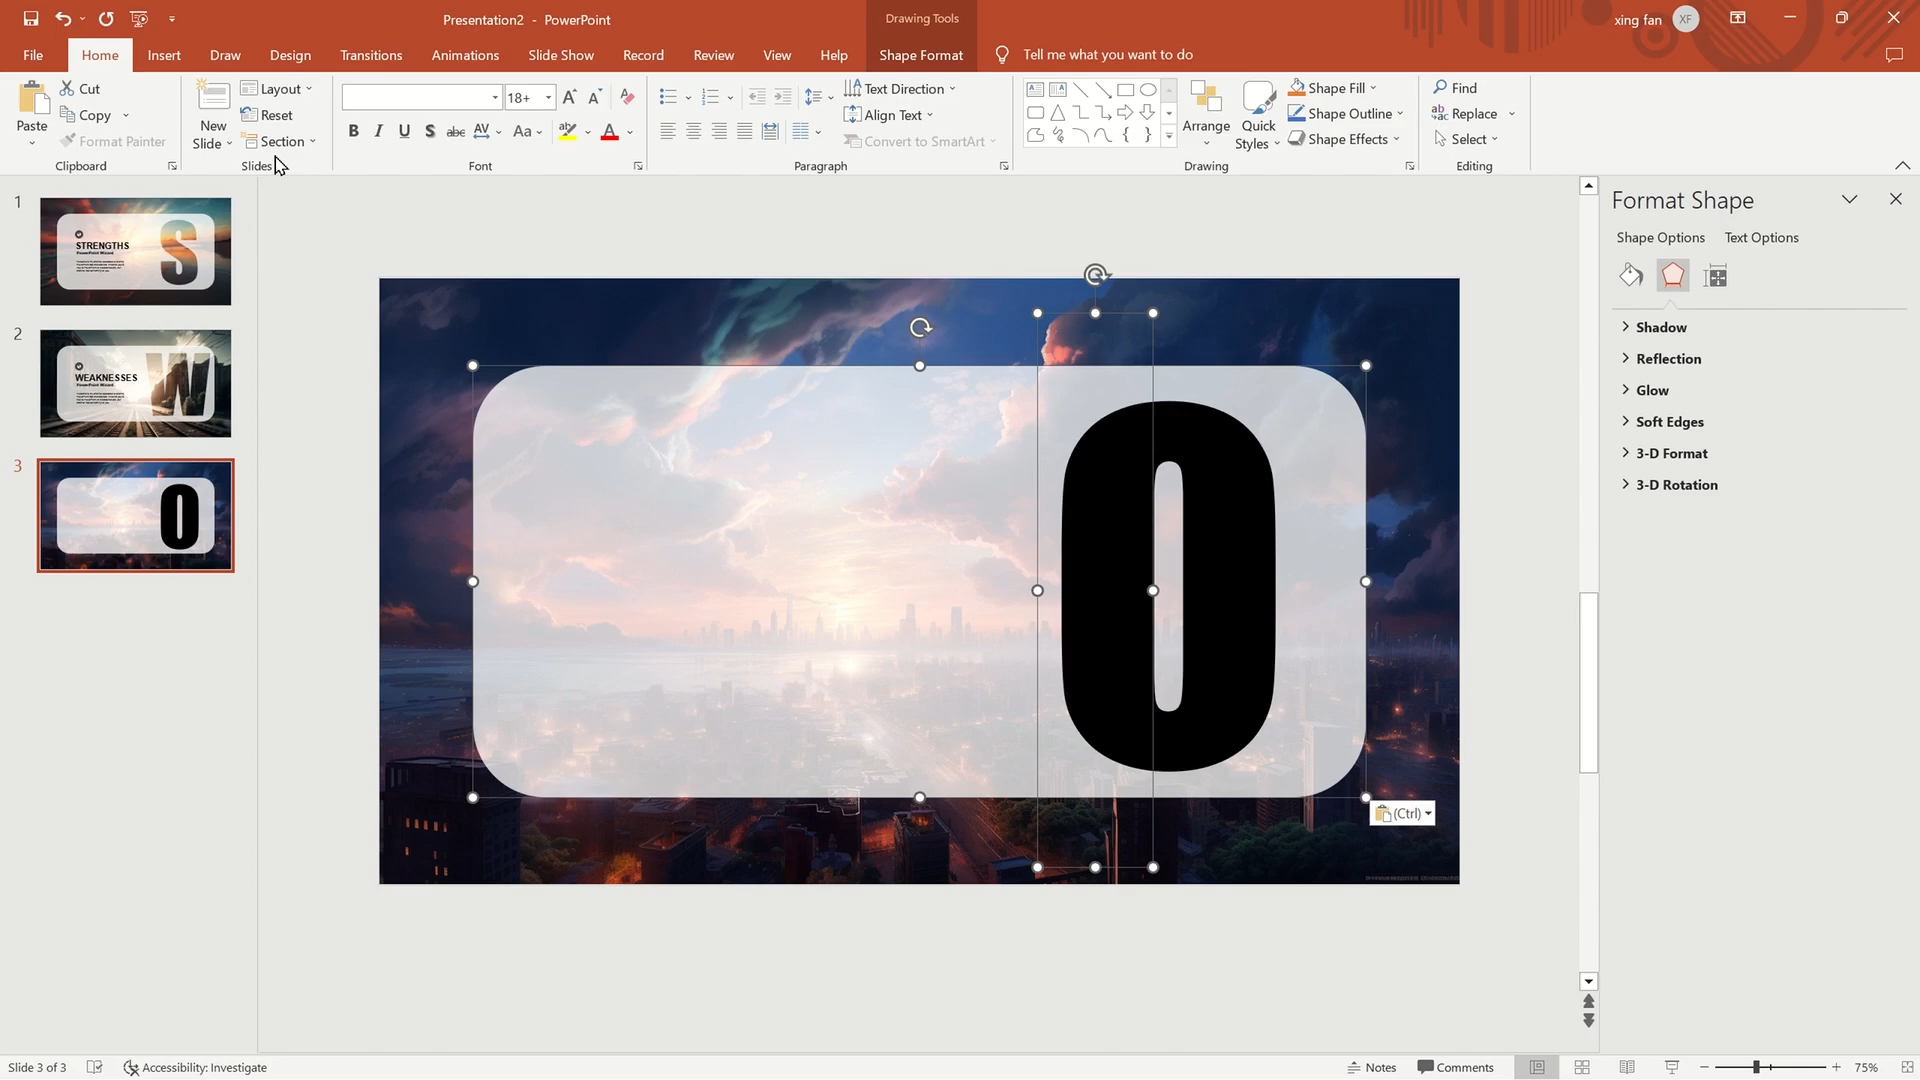 Presentation2 - PowerPoint
Drawing Tools
xing fan
XF
File
Home
Insert
Draw
Design
Transitions
Animations
Slide Show
Record
Review
View
Help
Shape Format
Tell me what you want to do
Paste
Cut
Copy
Format Painter
Clipboard
New
Slide
Layout
Reset
Section
Slides
18+
Aa
Font
Text Direction
Align Text
Convert to SmartArt
Paragraph
Arrange
Quick
Styles
Shape Fill
Shape Outline
Shape Effects
Drawing
Find
Replace
Select
Editing
1
STRENGTHS
PowerPoint Wizard
S
2
WEAKNESSES
PowerPoint Wizard
W
3
O
O
(Ctrl)
Format Shape
Shape Options
Text Options
Shadow
Reflection
Glow
Soft Edges
3-D Format
3-D Rotation
Slide 3 of 3
Accessibility: Investigate
Notes
Comments
75%